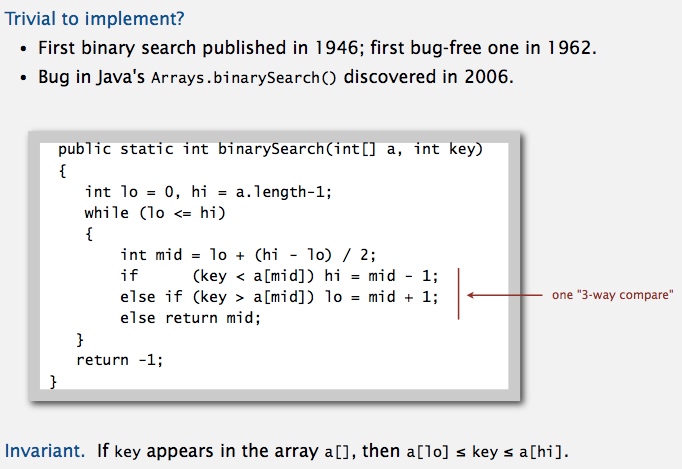 Trivial to implement?
• First binary search published in 1946; first bug-free one in 1962.
• Bug in Java's Arrays.binarySearch() discovered in 2006.
public static int binarySearch(int[] a, int key)
{
int lo = 0, hi = a.length-1;
while (lo <= hi)
{
int mid = lo + (hi - lo) / 2;
if (key < a[mid]) hi = mid - 1;
else if (key > a[mid]) lo = mid + 1;
else return mid;
}
return -1;
}
one "3-way compare"
Invariant. If key appears in the array a[], then a[lo] ≤ key ≤ a[hi].